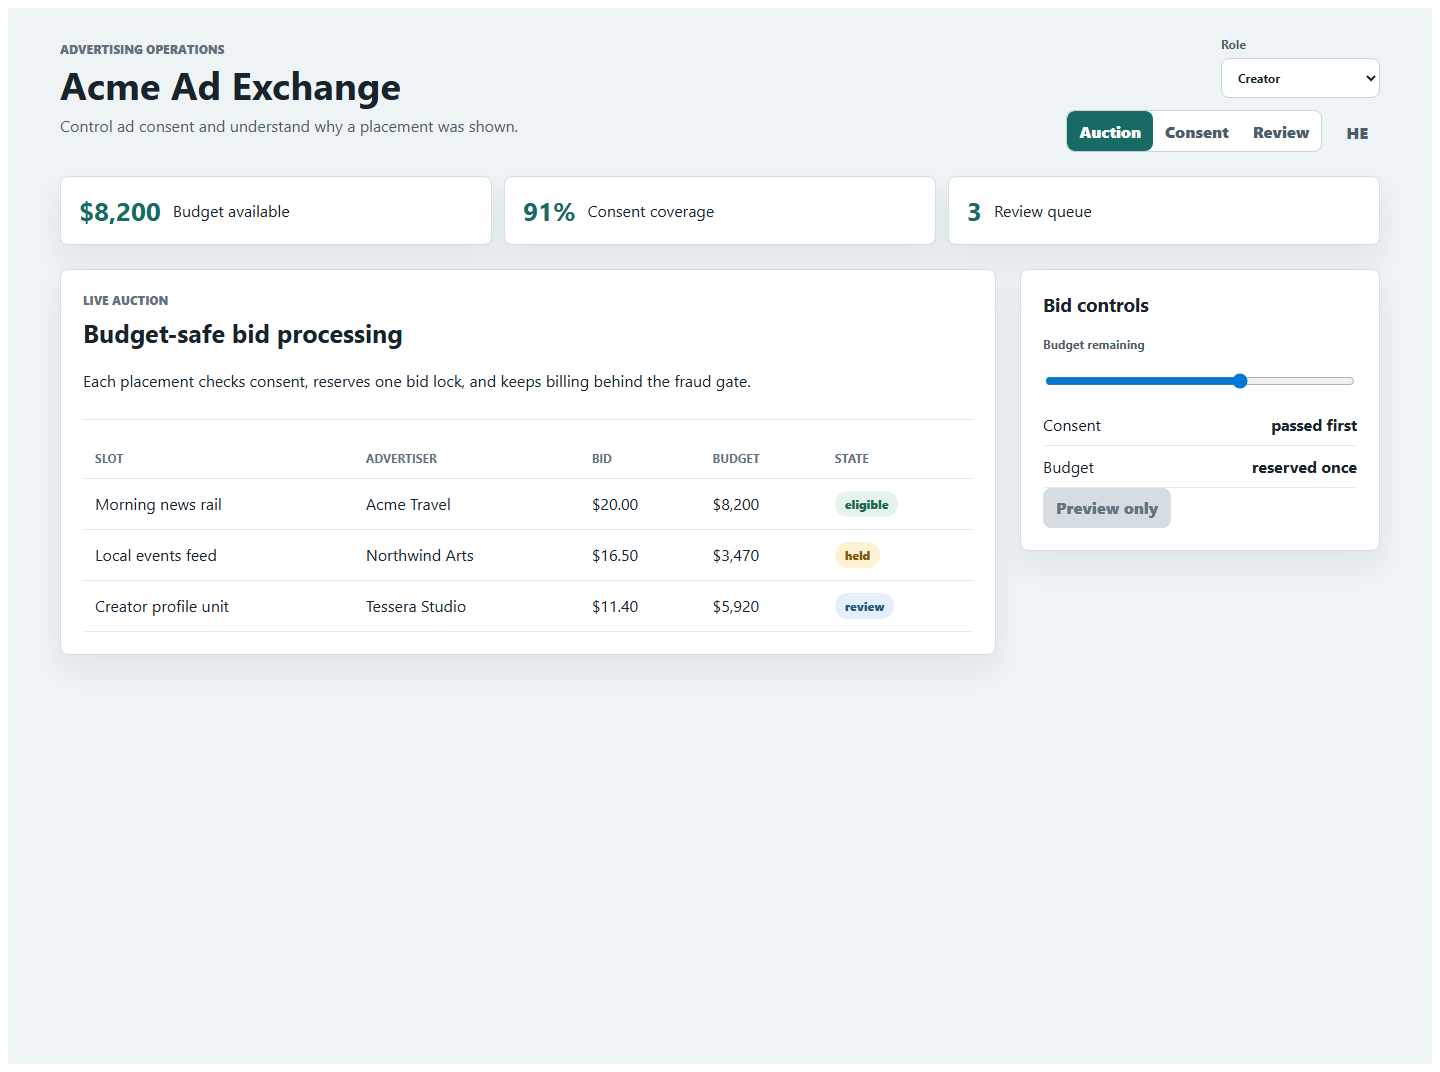 ADVERTISING OPERATIONS
Acme Ad Exchange
Control ad consent and understand why a placement was shown.
Role
Creator
Auction Consent Review HE
$8,200 Budget available
91% Consent coverage
3 Review queue
LIVE AUCTION
Budget-safe bid processing
Each placement checks consent, reserves one bid lock, and keeps billing behind the fraud gate.
SLOT ADVERTISER BID BUDGET STATE
Morning news rail Acme Travel $20.00 $8,200 eligible
Local events feed Northwind Arts $16.50 $3,470 held
Creator profile unit Tessera Studio $11.40 $5,920 review
Bid controls
Budget remaining
Consent passed first
Budget reserved once
Preview only